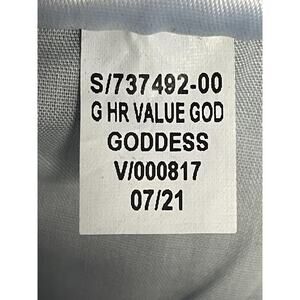 S/737492-00
G HR VALUE GOD
GODDESS
V/000817
07/21